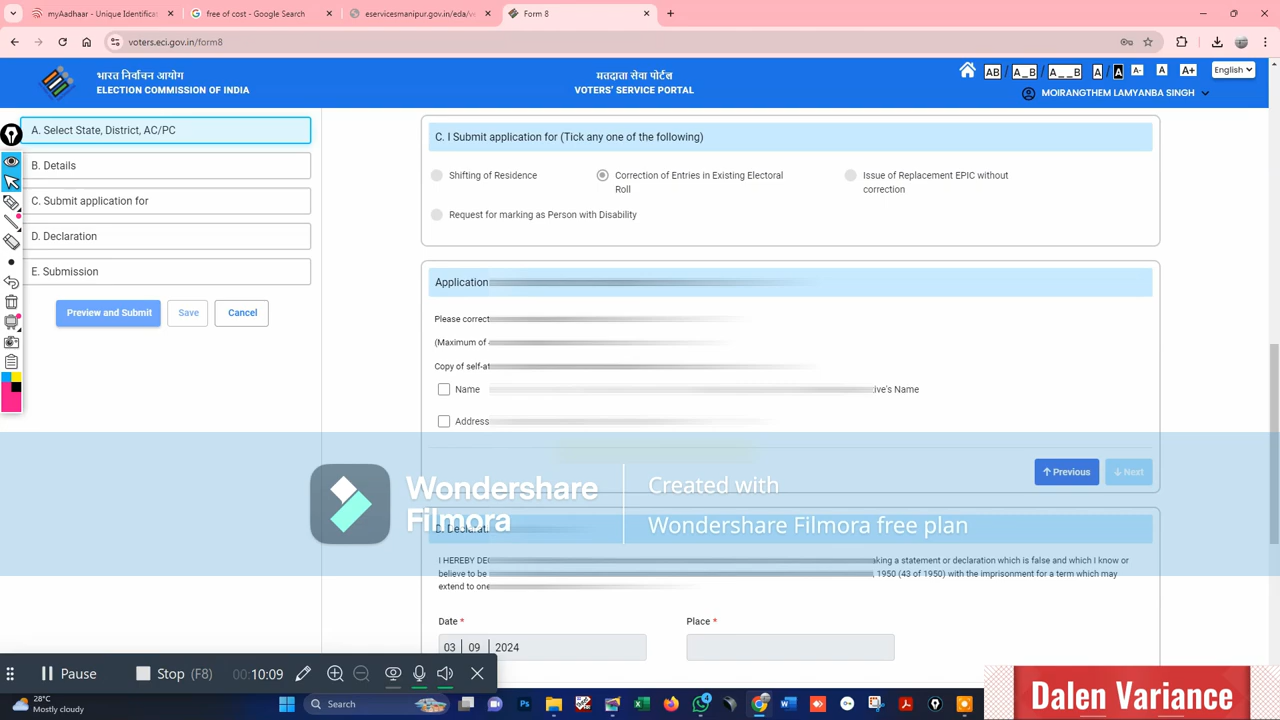 myAadhaar - Unique Identificat
free of cost - Google Search
eservicesmanipur.gov.in/eda/v
Form 8
voters.eci.gov.in/form8
भारत निर्वाचन आयोग
ELECTION COMMISSION OF INDIA
मतदाता सेवा पोर्टल
VOTERS' SERVICE PORTAL
AB / A_B / A__B A / A A- A A+
English
MOIRANGTHEM LAMYANBA SINGH
A. Select State, District, AC/PC
B. Details
C. Submit application for
D. Declaration
E. Submission
Preview and Submit Save Cancel
C. I Submit application for (Tick any one of the following)
Shifting of Residence
Correction of Entries in Existing Electoral
Roll
Issue of Replacement EPIC without
correction
Request for marking as Person with Disability
Application
Please correct
(Maximum of
Copy of self-at
Name
ive's Name
Address
Previous
Next
Wondershare
Filmora
Created with
Wondershare Filmora free plan
D. Declarati
I HEREBY DE aking a statement or declaration which is false and which I know or
believe to be , 1950 (43 of 1950) with the imprisonment for a term which may
extend to one
Date *
Place *
03 09 2024
Pause
Stop (F8)
00:10:09
28°C
Mostly cloudy
Search
Dalen Variance